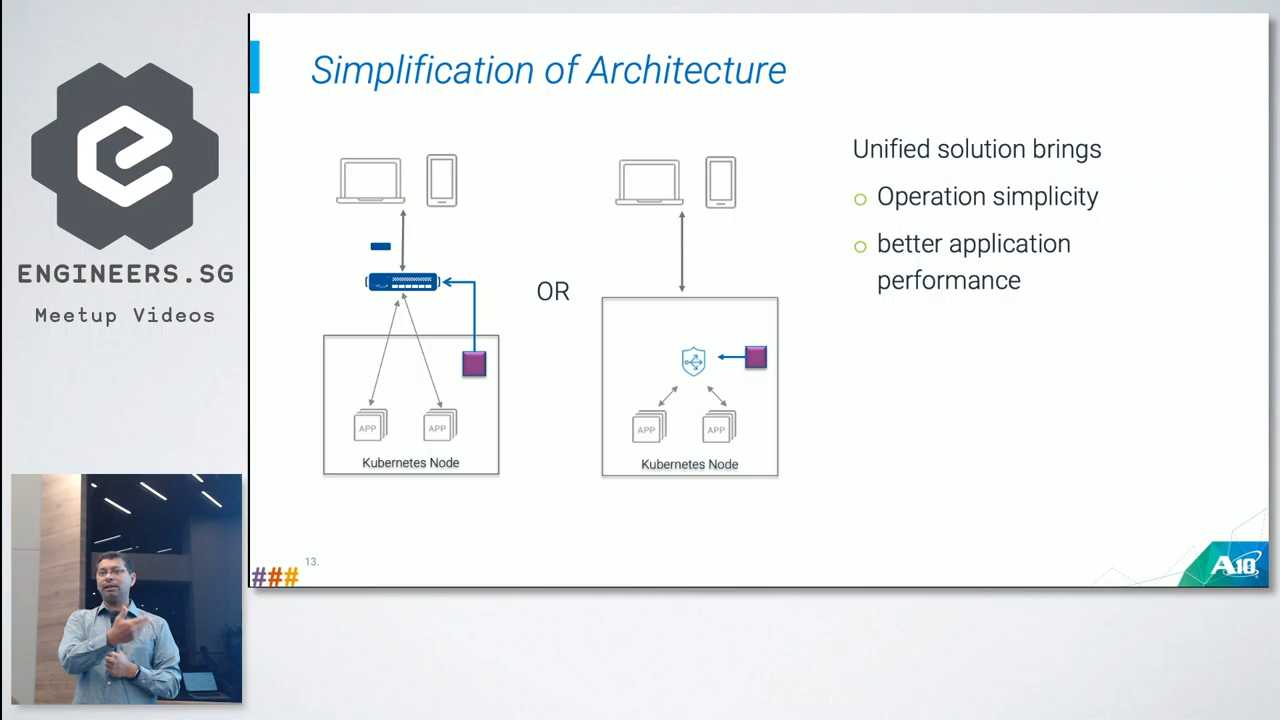 ENGINEERS.SG
Meetup Videos
Simplification of Architecture
OR
APP
APP
Kubernetes Node
APP
APP
Kubernetes Node
Unified solution brings
Operation simplicity
better application
performance
13.
###
A10